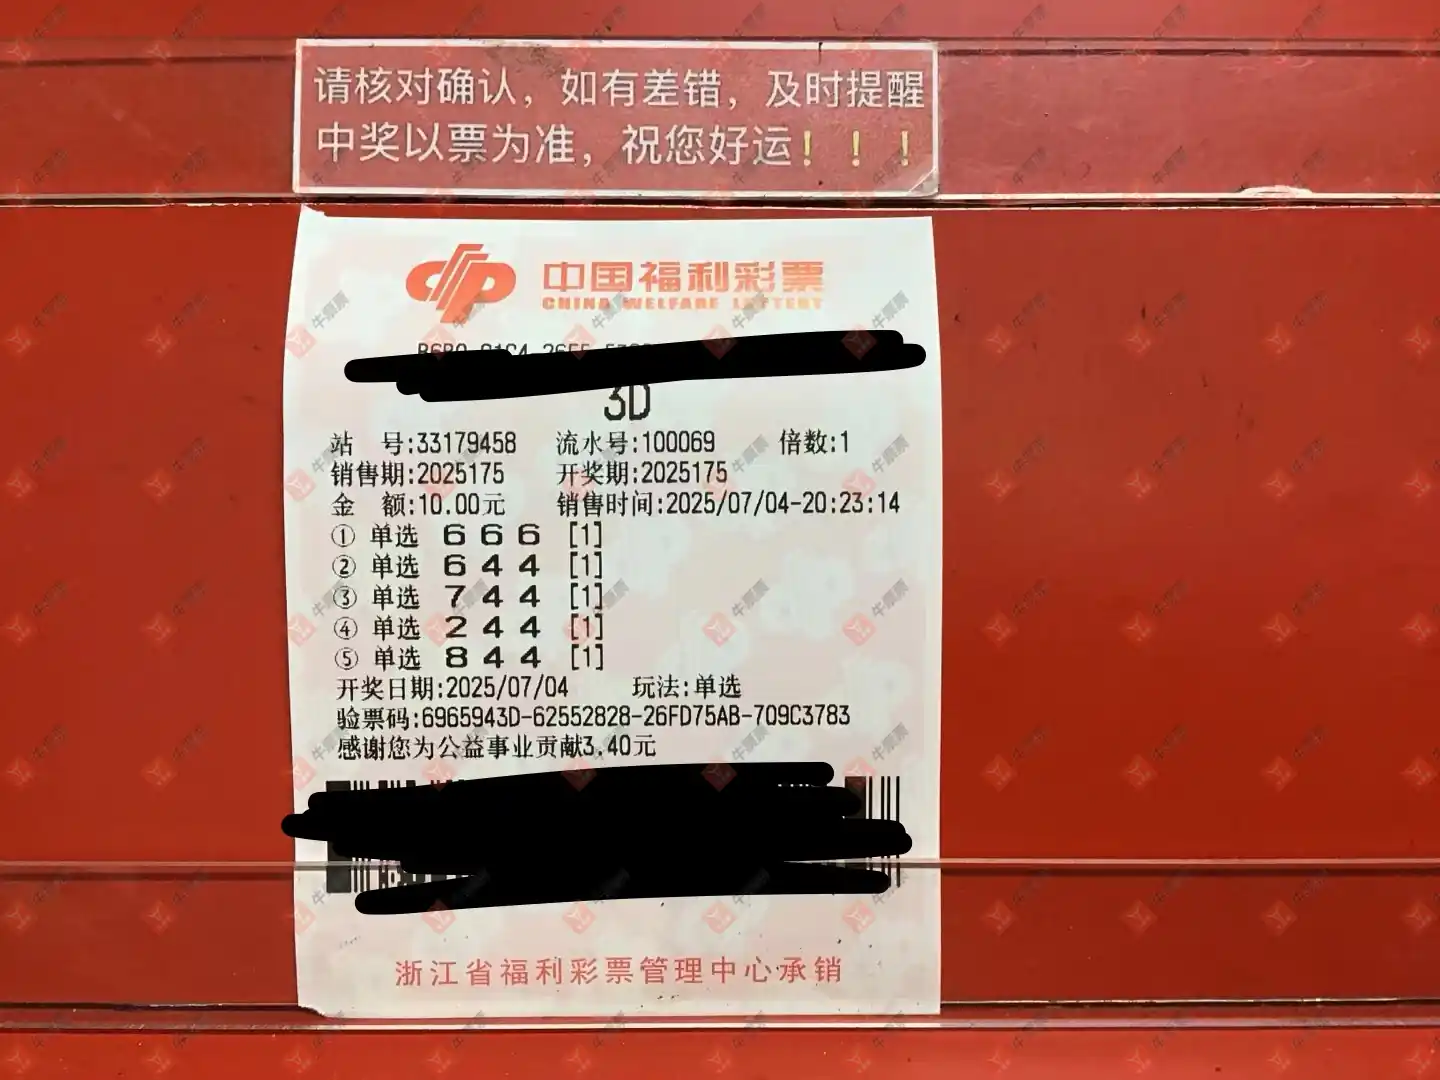 请核对确认，如有差错，及时提醒
中奖以票为准，祝您好运！！！
中国福利彩票
CHINA WELFARE LOTTERY
3D
站 号:33179458 流水号:100069 倍数:1
销售期:2025175 开奖期:2025175
金 额:10.00元 销售时间:2025/07/04-20:23:14
① 单选 6 6 6 [1]
② 单选 6 4 4 [1]
③ 单选 7 4 4 [1]
④ 单选 2 4 4 [1]
⑤ 单选 8 4 4 [1]
开奖日期:2025/07/04 玩法:单选
验票码:6965943D-62552828-26FD75AB-709C3783
感谢您为公益事业贡献3.40元
浙江省福利彩票管理中心承销
牛票票